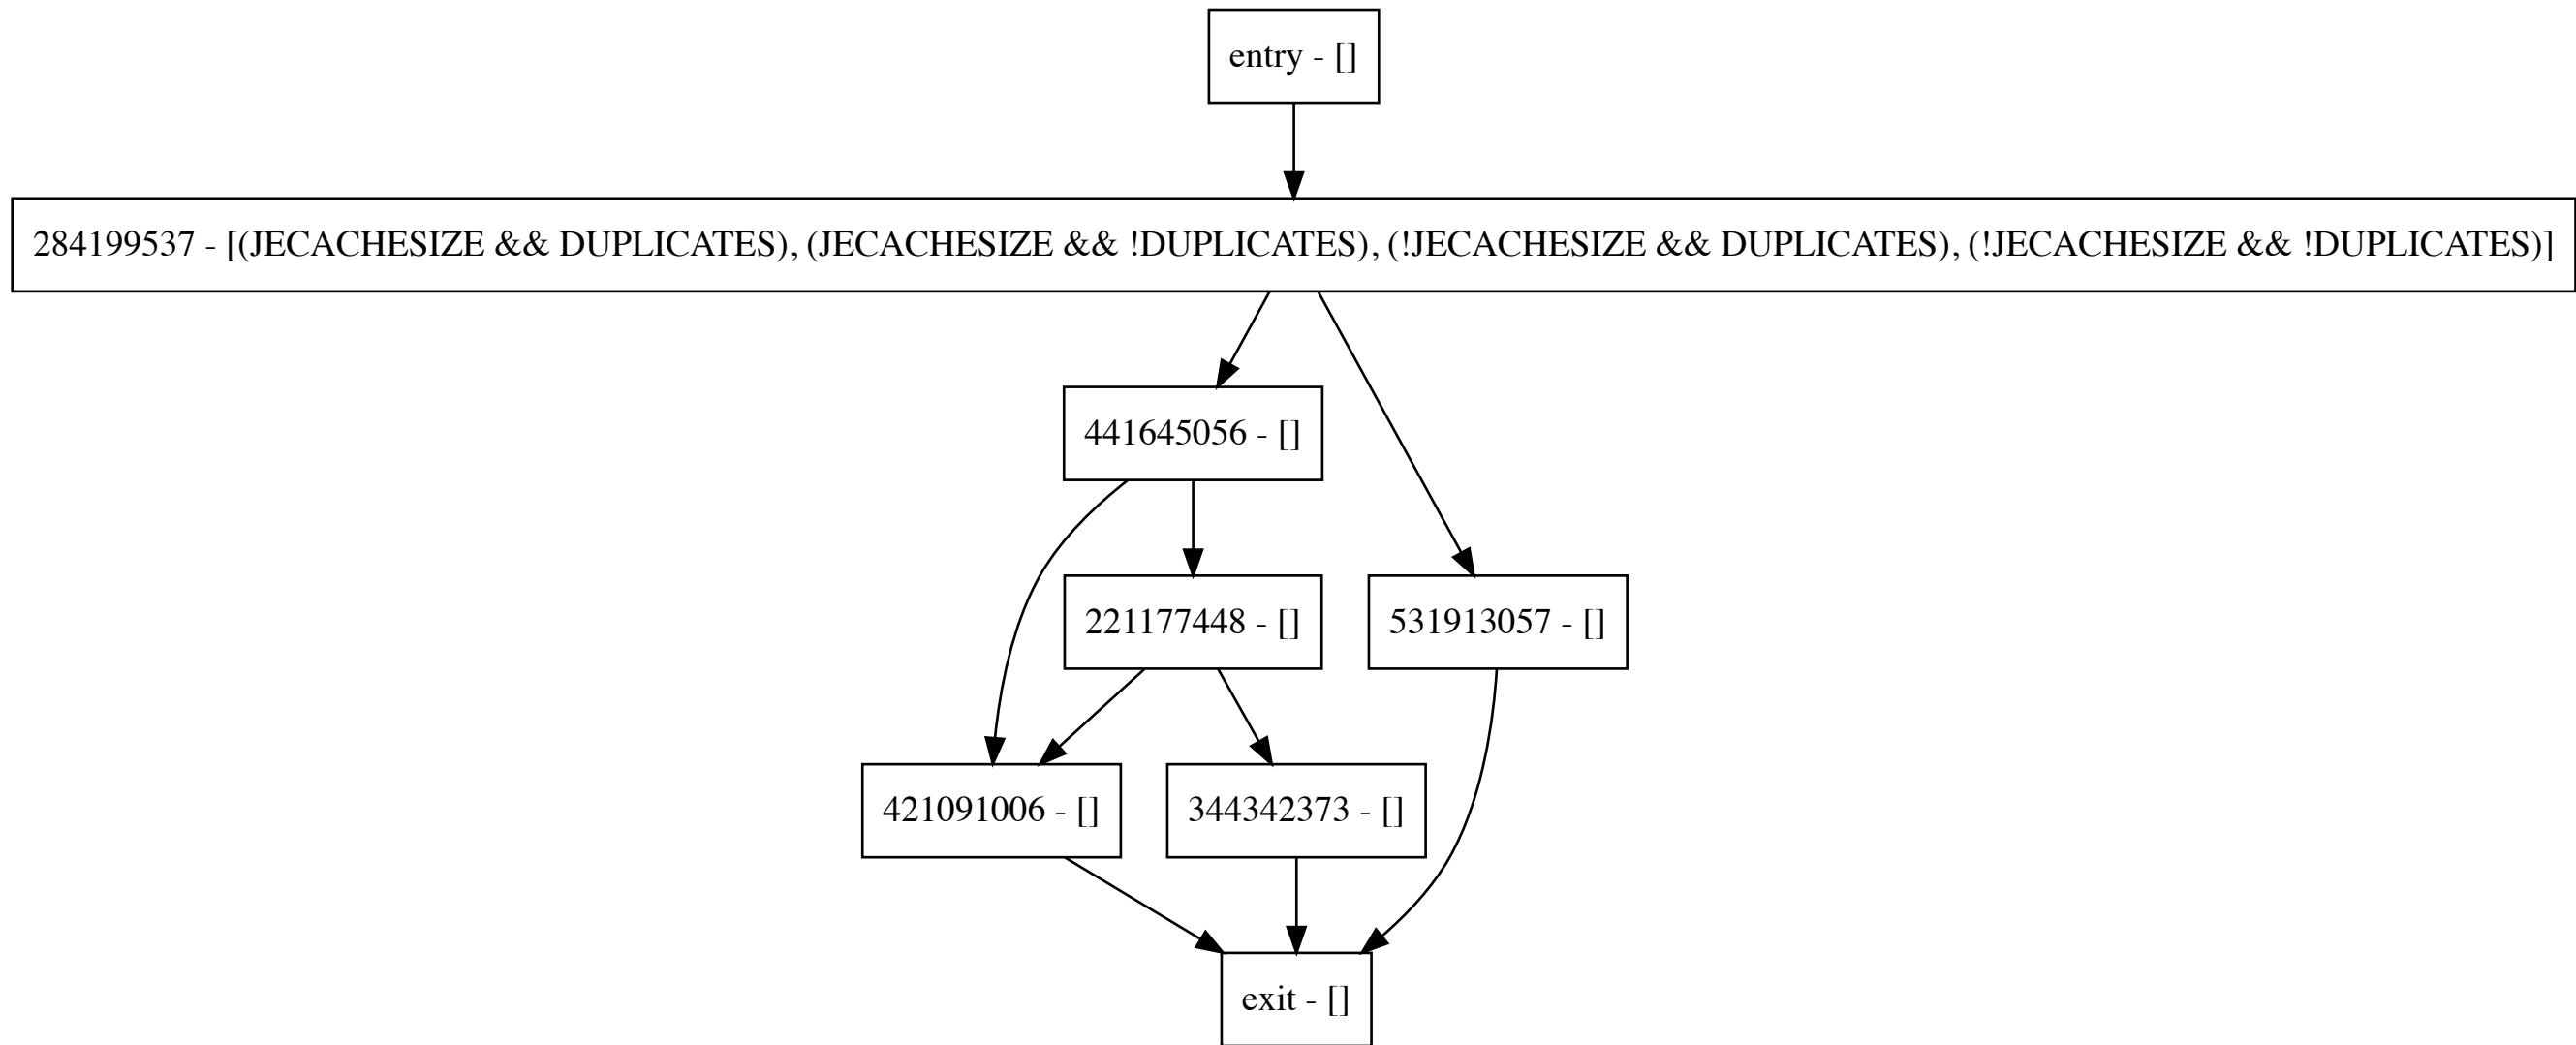 entry - []
284199537 - [(JECACHESIZE && DUPLICATES), (JECACHESIZE && !DUPLICATES), (!JECACHESIZE && DUPLICATES), (!JECACHESIZE && !DUPLICATES)]
441645056 - []
221177448 - []
531913057 - []
421091006 - []
344342373 - []
exit - []